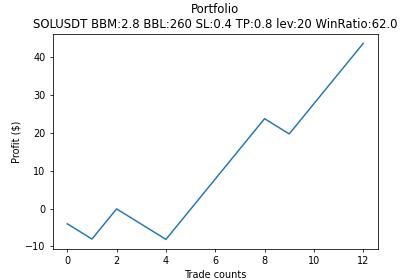 Portfolio
SOLUSDT BBM:2.8 BBL:260 SL:0.4 TP:0.8 lev:20 WinRatio:62.0
Profit ($)
40
30
20
10
0
−10
0 2 4 6 8 10 12
Trade counts